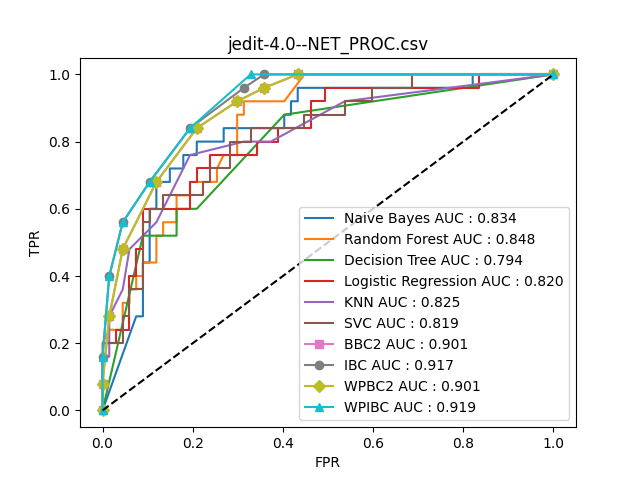 jedit-4.0--NET_PROC.csv
1.0
0.8
0.6
0.4
0.2
0.0
TPR
Naive Bayes AUC : 0.834
Random Forest AUC : 0.848
Decision Tree AUC : 0.794
Logistic Regression AUC : 0.820
KNN AUC : 0.825
SVC AUC : 0.819
BBC2 AUC : 0.901
IBC AUC : 0.917
WPBC2 AUC : 0.901
WPIBC AUC : 0.919
0.0 0.2 0.4 0.6 0.8 1.0
FPR